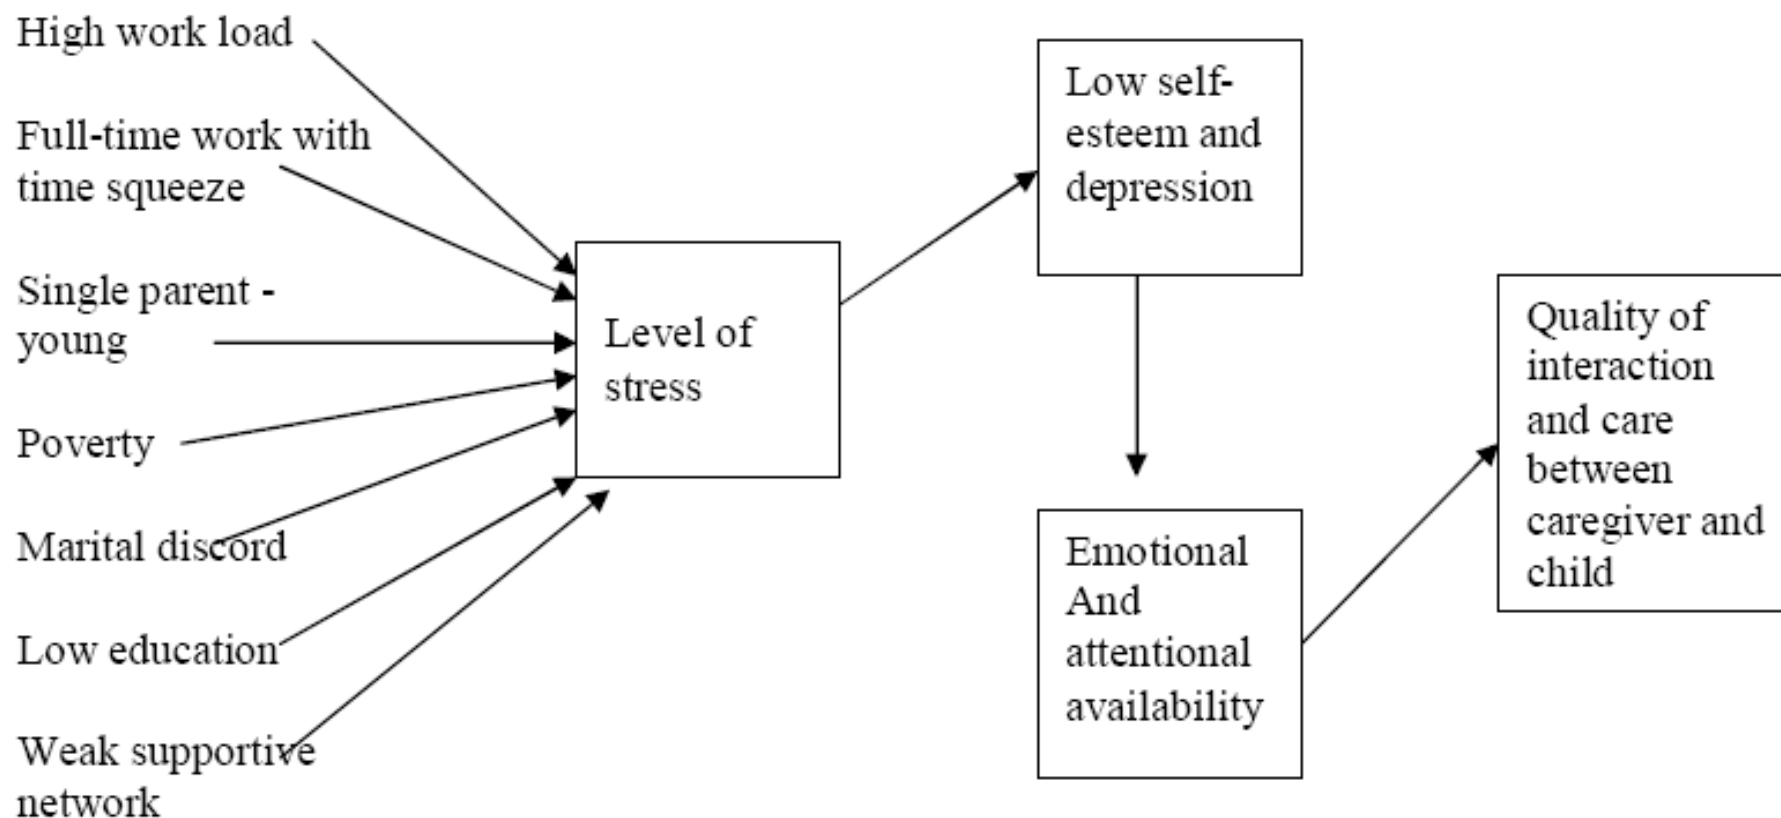 High work load
Full-time work with
time squeeze
Single parent -
young
Poverty
Marital discord
Low education
Weak supportive
network
Level of
stress
Low self-
esteem and
depression
Emotional
And
attentional
availability
Quality of
interaction
and care
between
caregiver and
child